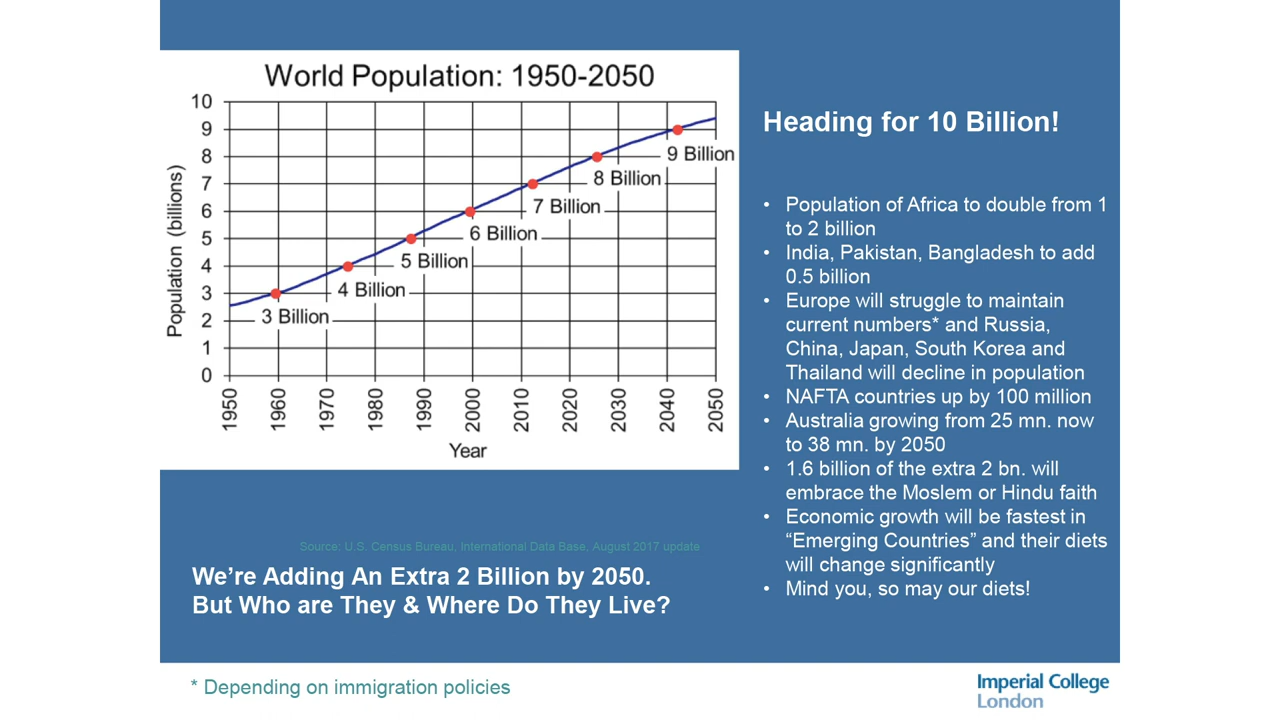 World Population: 1950-2050
Population (billions)
10
9
8
7
6
5
4
3
2
1
0
3 Billion
4 Billion
5 Billion
6 Billion
7 Billion
8 Billion
9 Billion
1950
1960
1970
1980
1990
2000
2010
2020
2030
2040
2050
Year
Source: U.S. Census Bureau, International Data Base, August 2017 update
We're Adding An Extra 2 Billion by 2050.
But Who are They & Where Do They Live?
Heading for 10 Billion!
• Population of Africa to double from 1
to 2 billion
• India, Pakistan, Bangladesh to add
0.5 billion
• Europe will struggle to maintain
current numbers* and Russia,
China, Japan, South Korea and
Thailand will decline in population
• NAFTA countries up by 100 million
• Australia growing from 25 mn. now
to 38 mn. by 2050
• 1.6 billion of the extra 2 bn. will
embrace the Moslem or Hindu faith
• Economic growth will be fastest in
“Emerging Countries” and their diets
will change significantly
• Mind you, so may our diets!
* Depending on immigration policies
Imperial College
London